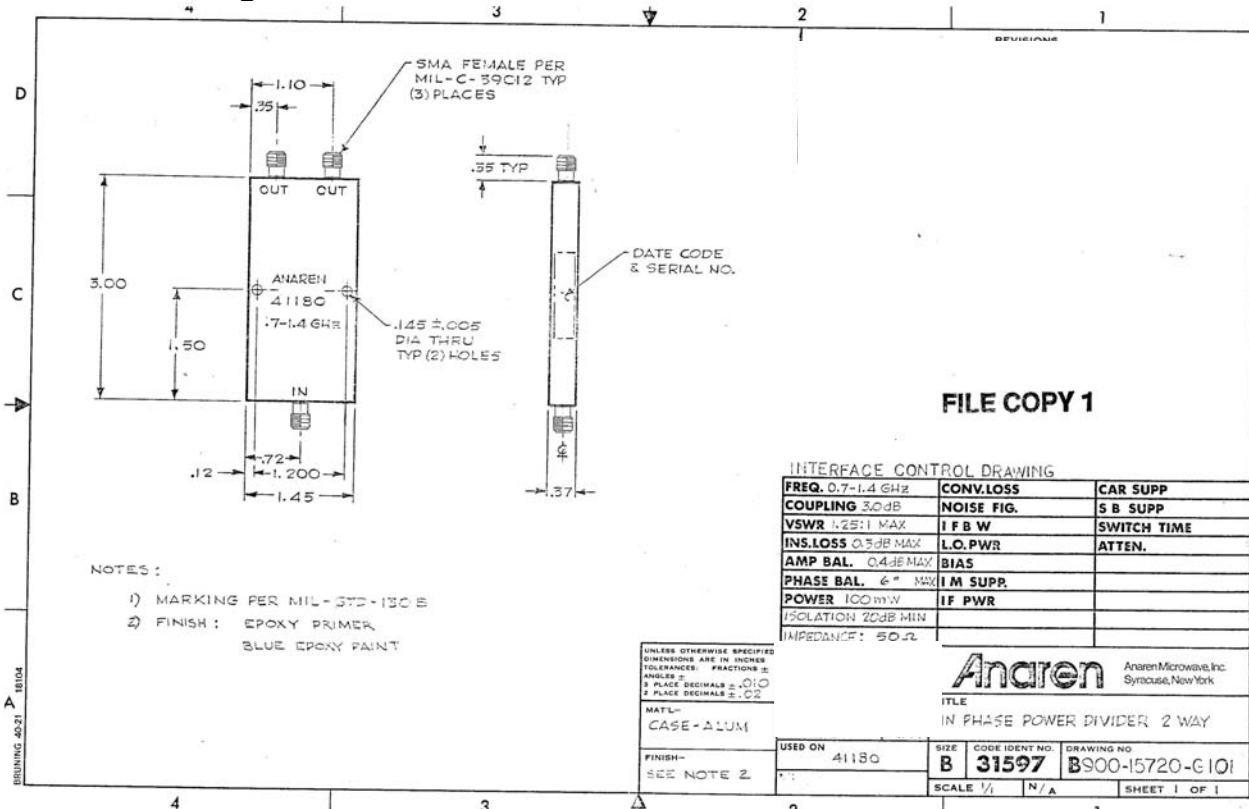 4
3
2
1
REVISIONS
D
C
B
A
SMA FEMALE PER
MIL-C-39012 TYP
(3) PLACES
1.10
.35
.35 TYP
OUT
OUT
DATE CODE
& SERIAL NO.
3.00
ANAREN
41180
.7-1.4 GHz
.145 ±.005
DIA THRU
TYP (2) HOLES
1.50
IN
.72
.12
1.200
1.45
.37
FILE COPY 1
INTERFACE CONTROL DRAWING
FREQ. 0.7-1.4 GHz CONV.LOSS CAR SUPP
COUPLING 3.0dB NOISE FIG. S B SUPP
VSWR 1.25:1 MAX I F B W SWITCH TIME
INS.LOSS 0.3dB MAX L.O.PWR ATTEN.
AMP BAL. 0.4dB MAX BIAS
PHASE BAL. 6° MAX I M SUPP.
POWER 100mW IF PWR
ISOLATION 20dB MIN
IMPEDANCE: 50Ω
NOTES:
1) MARKING PER MIL-STD-130B
2) FINISH: EPOXY PRIMER
BLUE EPOXY PAINT
UNLESS OTHERWISE SPECIFIED
DIMENSIONS ARE IN INCHES
TOLERANCES: FRACTIONS ±
ANGLES ±
3 PLACE DECIMALS ± .010
2 PLACE DECIMALS ± .02
MAT'L-
CASE-ALUM
FINISH-
SEE NOTE 2
USED ON
41180
Anaren
Anaren Microwave, Inc.
Syracuse, New York
ITLE
IN PHASE POWER DIVIDER 2 WAY
SIZE
B
CODE IDENT NO.
31597
DRAWING NO
B900-15720-G101
SCALE 1/1
N/A
SHEET 1 OF 1
BRUNING 40-21 18104
4
3
2
1